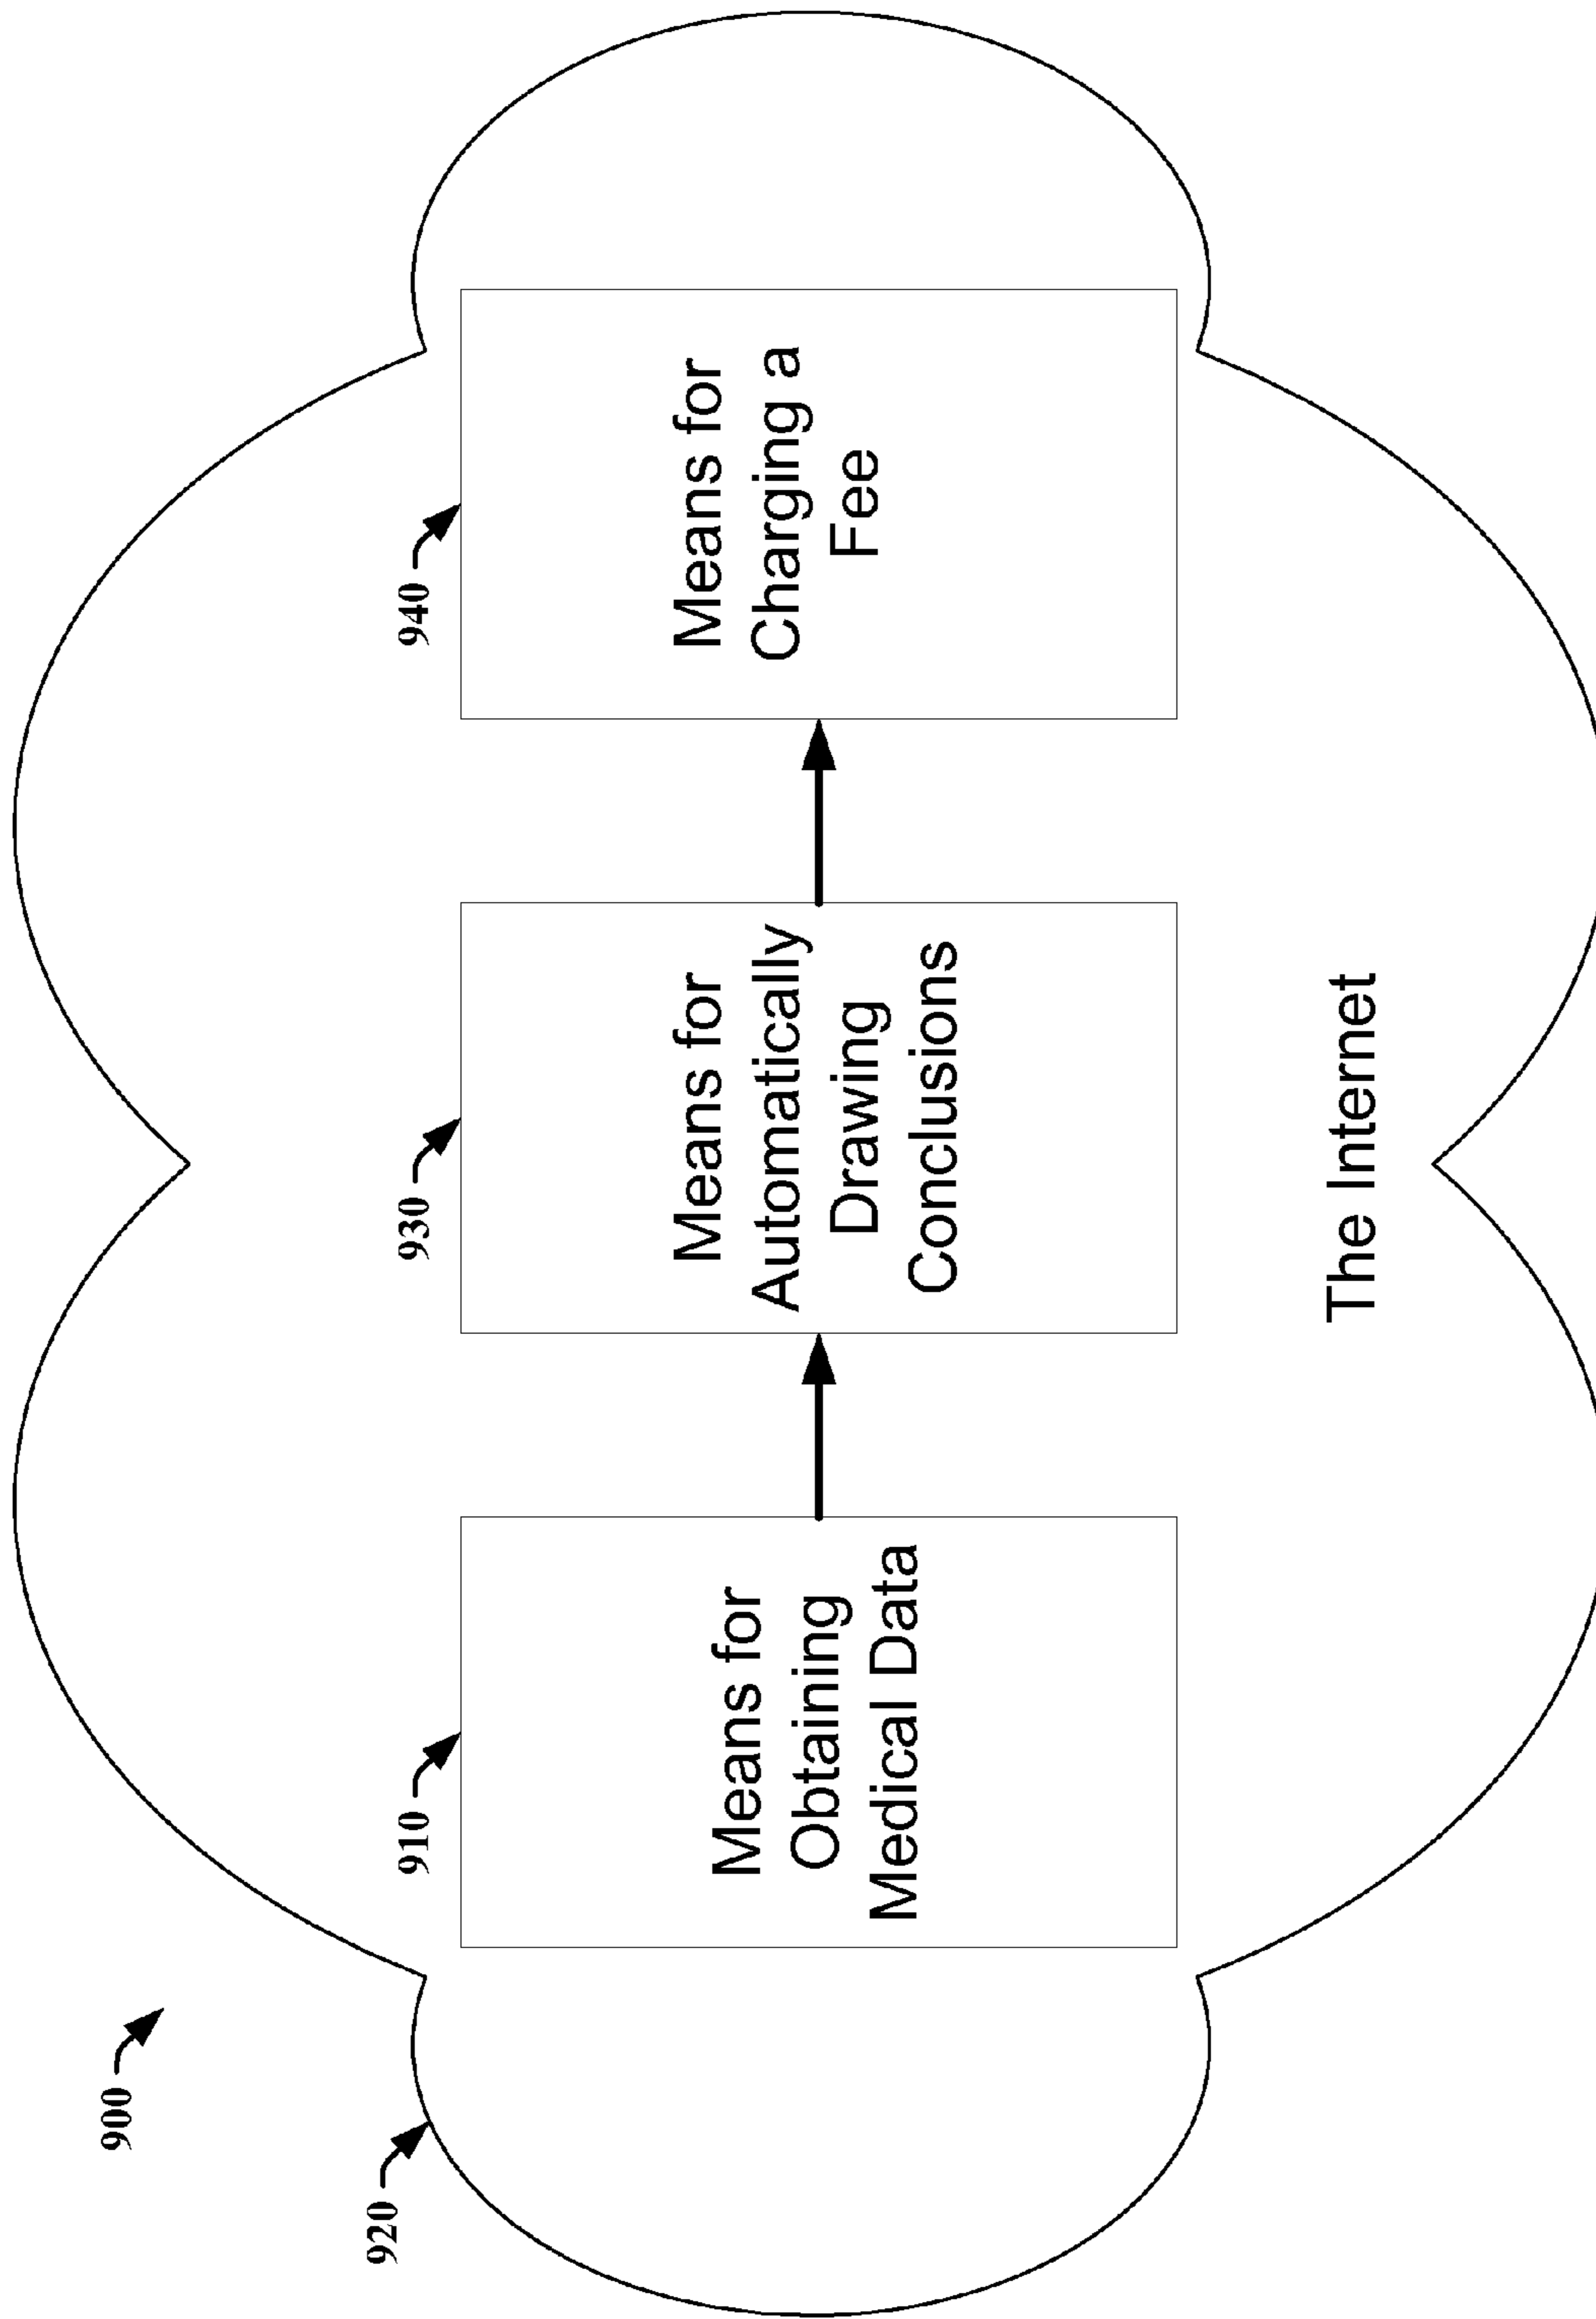 900
920
910
Means for
Obtaining
Medical Data
930
Means for
Automatically
Drawing
Conclusions
940
Means for
Charging a
Fee
The Internet